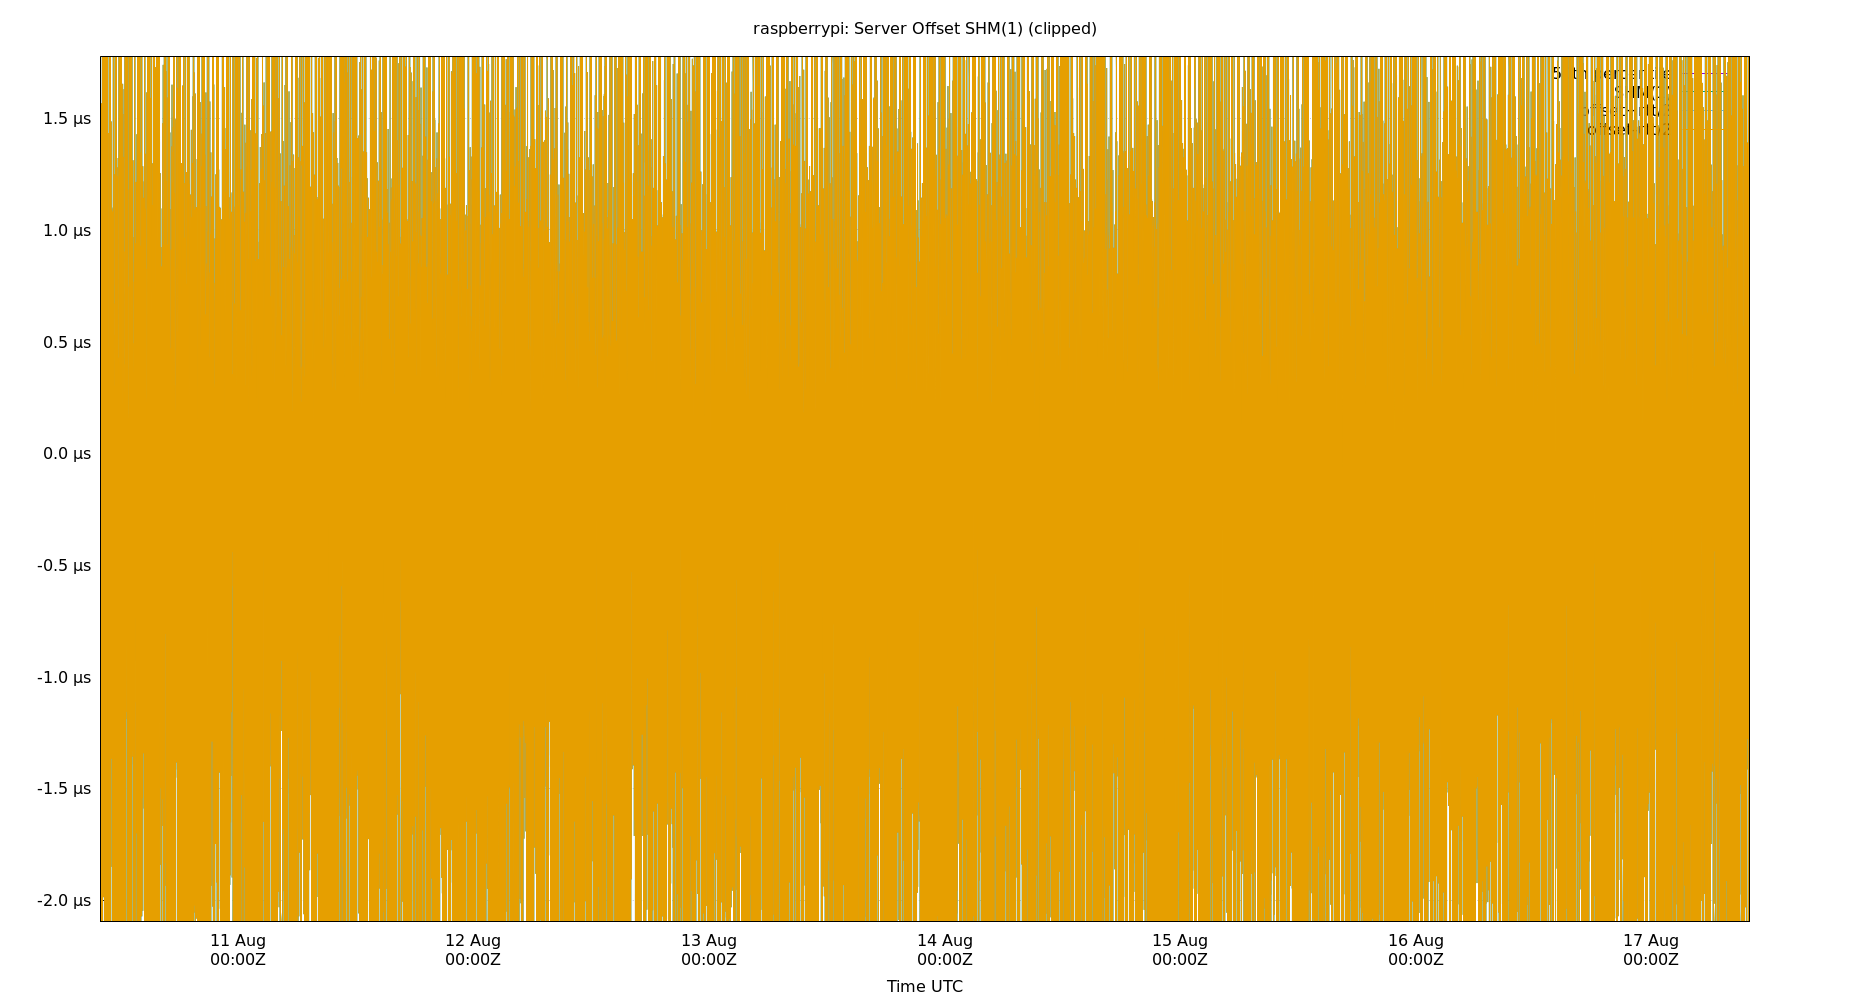 raspberrypi: Server Offset SHM(1) (clipped)
1.5 µs
1.0 µs
0.5 µs
0.0 µs
-0.5 µs
-1.0 µs
-1.5 µs
-2.0 µs
11 Aug 12 Aug 13 Aug 14 Aug 15 Aug 16 Aug 17 Aug
00:00Z 00:00Z 00:00Z 00:00Z 00:00Z 00:00Z 00:00Z
Time UTC